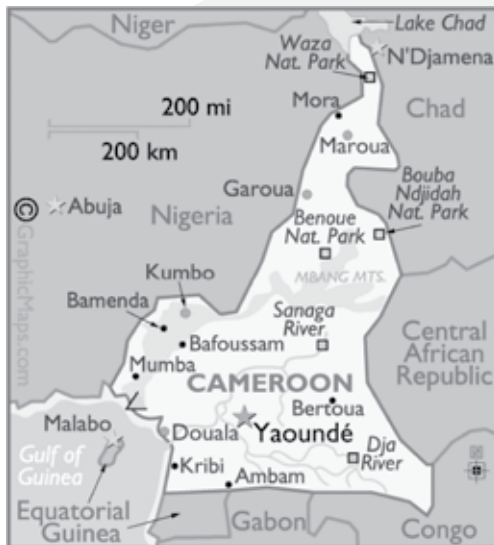 Niger
Lake Chad
Waza
Nat. Park
N'Djamena
200 mi
Mora
Chad
200 km
Maroua
Bouba
Ndjidah
Nat. Park
Garoua
Abuja
Nigeria
Benoue
Nat. Park
© GraphicMaps.com
Kumbo
MBANG MTS.
Bamenda
Sanaga
River
Bafoussam
Central
African
Republic
Mumba
CAMEROON
Bertoua
Malabo
Douala
Yaoundé
Gulf of
Guinea
Dja
River
Kribi
Ambam
Equatorial
Guinea
Gabon
Congo